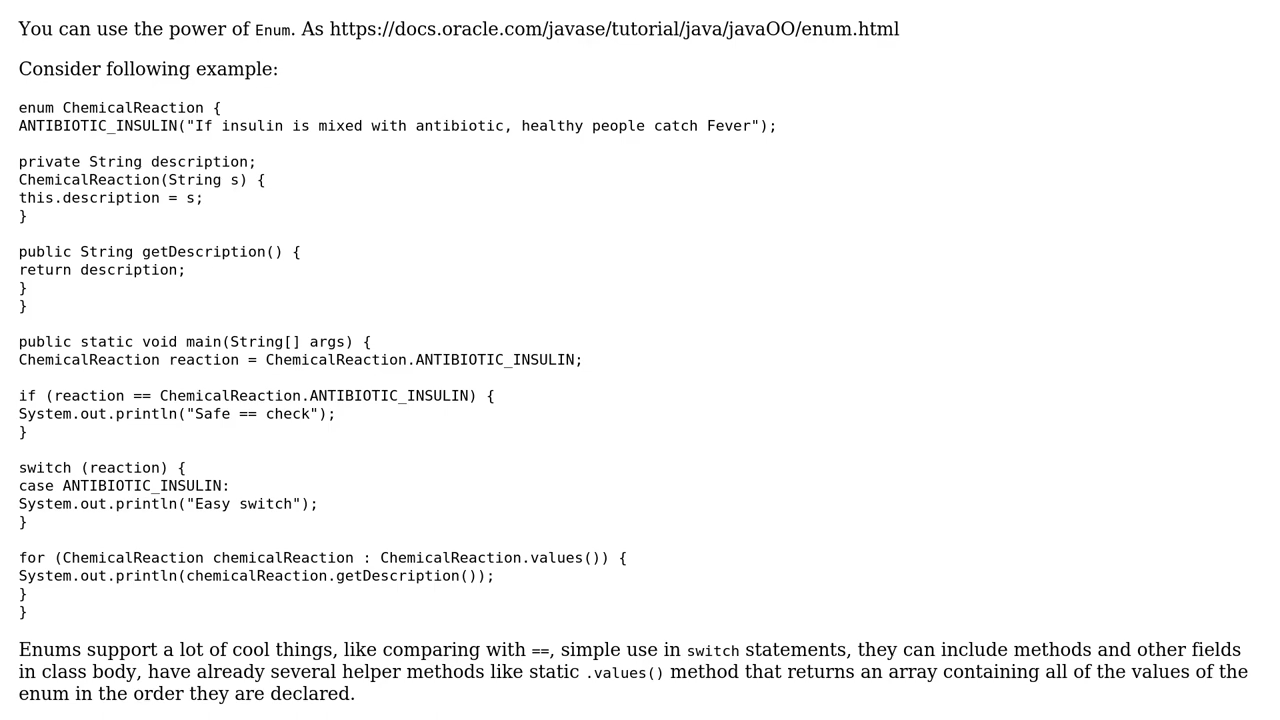 You can use the power of Enum. As https://docs.oracle.com/javase/tutorial/java/javaOO/enum.html
Consider following example:
enum ChemicalReaction {
ANTIBIOTIC_INSULIN("If insulin is mixed with antibiotic, healthy people catch Fever");
private String description;
ChemicalReaction(String s) {
this.description = s;
}
public String getDescription() {
return description;
}
}
public static void main(String[] args) {
ChemicalReaction reaction = ChemicalReaction.ANTIBIOTIC_INSULIN;
if (reaction == ChemicalReaction.ANTIBIOTIC_INSULIN) {
System.out.println("Safe == check");
}
switch (reaction) {
case ANTIBIOTIC_INSULIN:
System.out.println("Easy switch");
}
for (ChemicalReaction chemicalReaction : ChemicalReaction.values()) {
System.out.println(chemicalReaction.getDescription());
}
}
Enums support a lot of cool things, like comparing with ==, simple use in switch statements, they can include methods and other fields
in class body, have already several helper methods like static .values() method that returns an array containing all of the values of the
enum in the order they are declared.